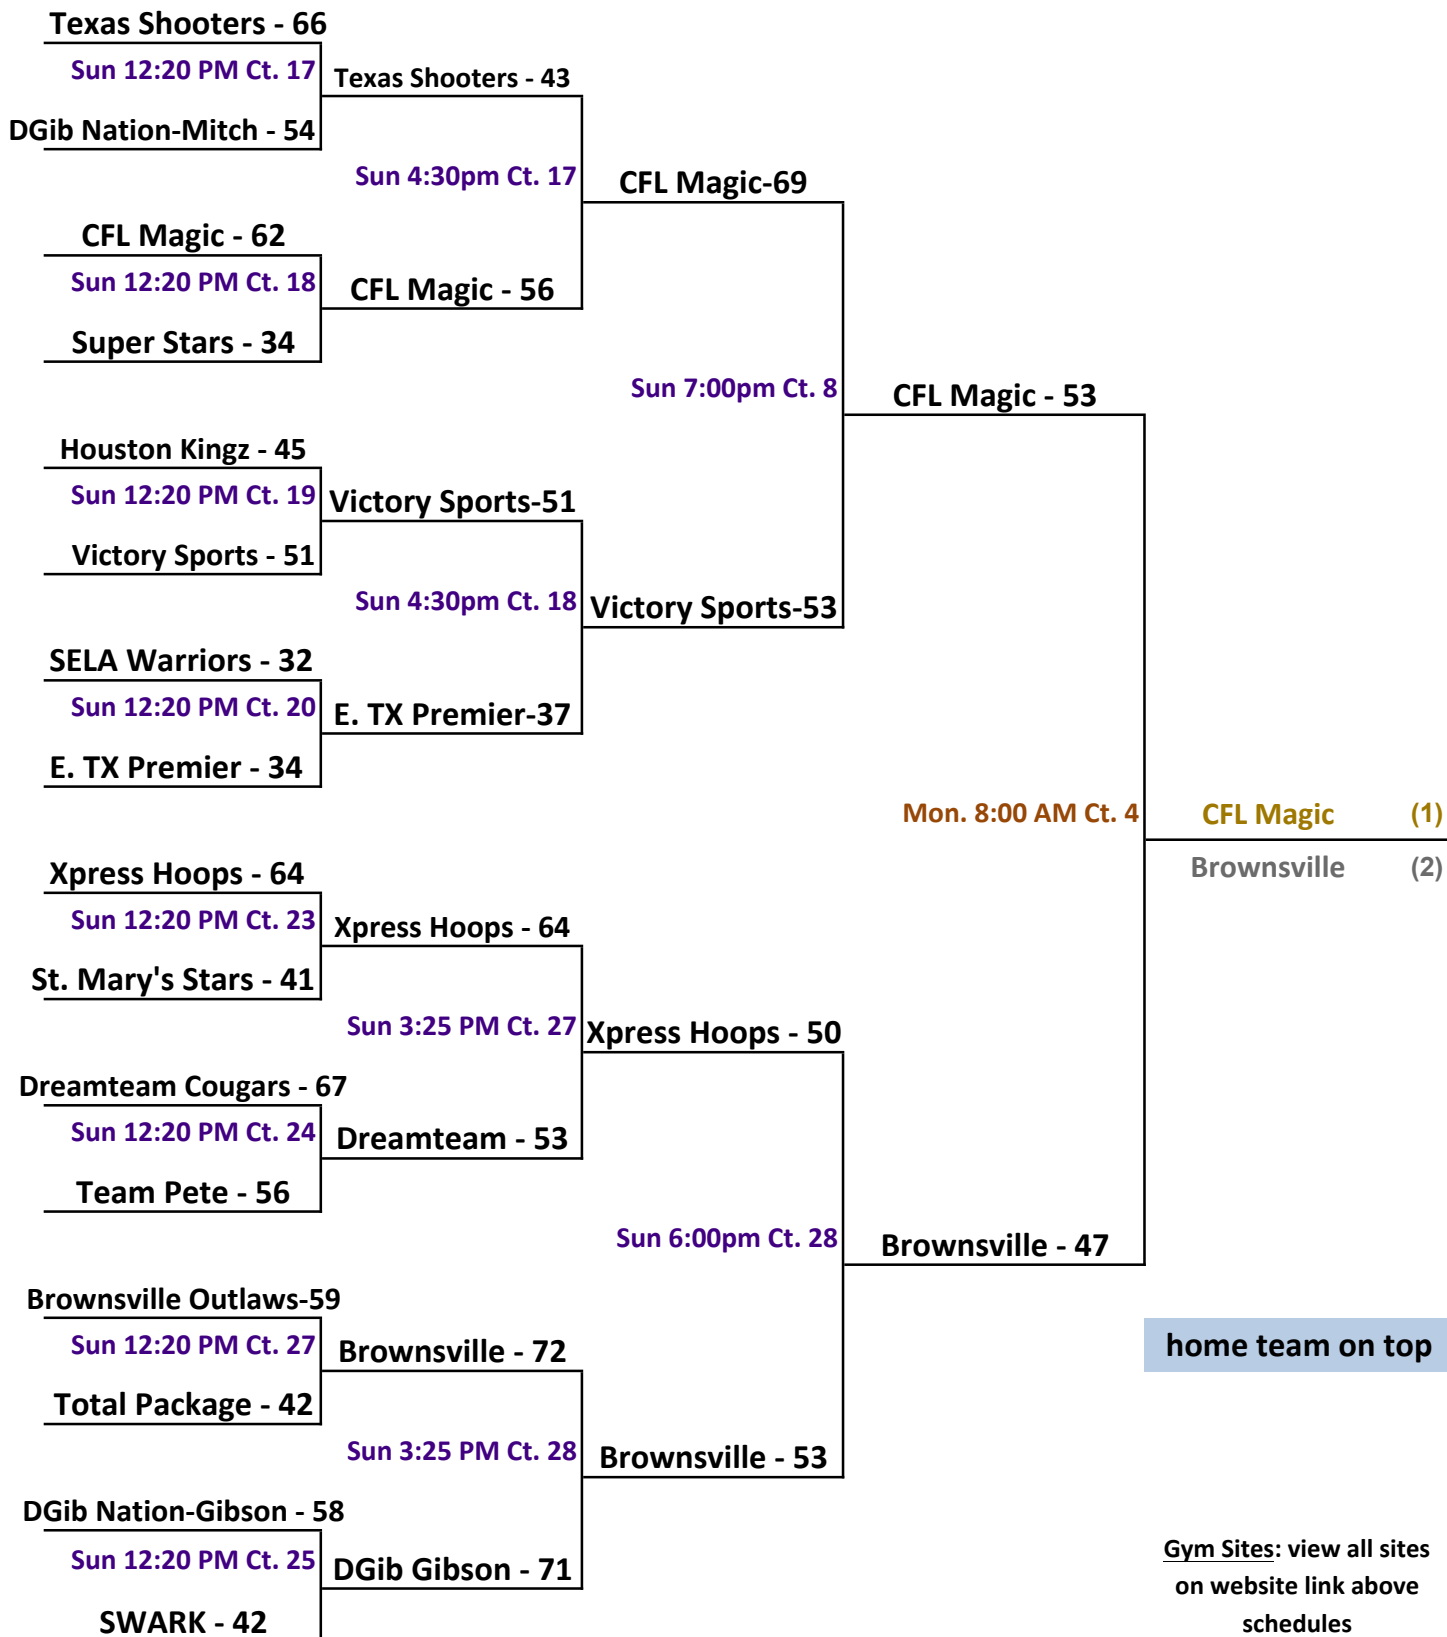 Texas Shooters - 66
Sun 12:20 PM Ct. 17
Texas Shooters - 43
DGib Nation-Mitch - 54
Sun 4:30pm Ct. 17
CFL Magic-69
CFL Magic - 62
Sun 12:20 PM Ct. 18
CFL Magic - 56
Super Stars - 34
Sun 7:00pm Ct. 8
CFL Magic - 53
Houston Kingz - 45
Sun 12:20 PM Ct. 19
Victory Sports-51
Victory Sports - 51
Sun 4:30pm Ct. 18
Victory Sports-53
SELA Warriors - 32
Sun 12:20 PM Ct. 20
E. TX Premier-37
E. TX Premier - 34
Mon. 8:00 AM Ct. 4
CFL Magic (1)
Brownsville (2)
Xpress Hoops - 64
Sun 12:20 PM Ct. 23
Xpress Hoops - 64
St. Mary's Stars - 41
Sun 3:25 PM Ct. 27
Xpress Hoops - 50
Dreamteam Cougars - 67
Sun 12:20 PM Ct. 24
Dreamteam - 53
Team Pete - 56
Sun 6:00pm Ct. 28
Brownsville - 47
Brownsville Outlaws-59
Sun 12:20 PM Ct. 27
Brownsville - 72
home team on top
Total Package - 42
Sun 3:25 PM Ct. 28
Brownsville - 53
DGib Nation-Gibson - 58
Sun 12:20 PM Ct. 25
DGib Gibson - 71
SWARK - 42
Gym Sites: view all sites
on website link above
schedules